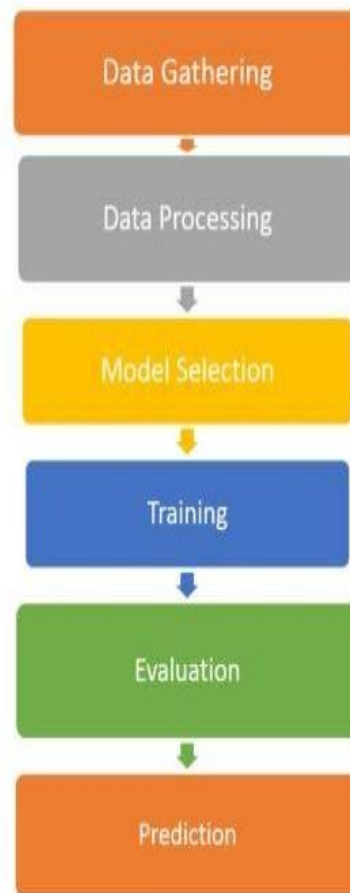 Data Gathering
Data Processing
Model Selection
Training
Evaluation
Prediction